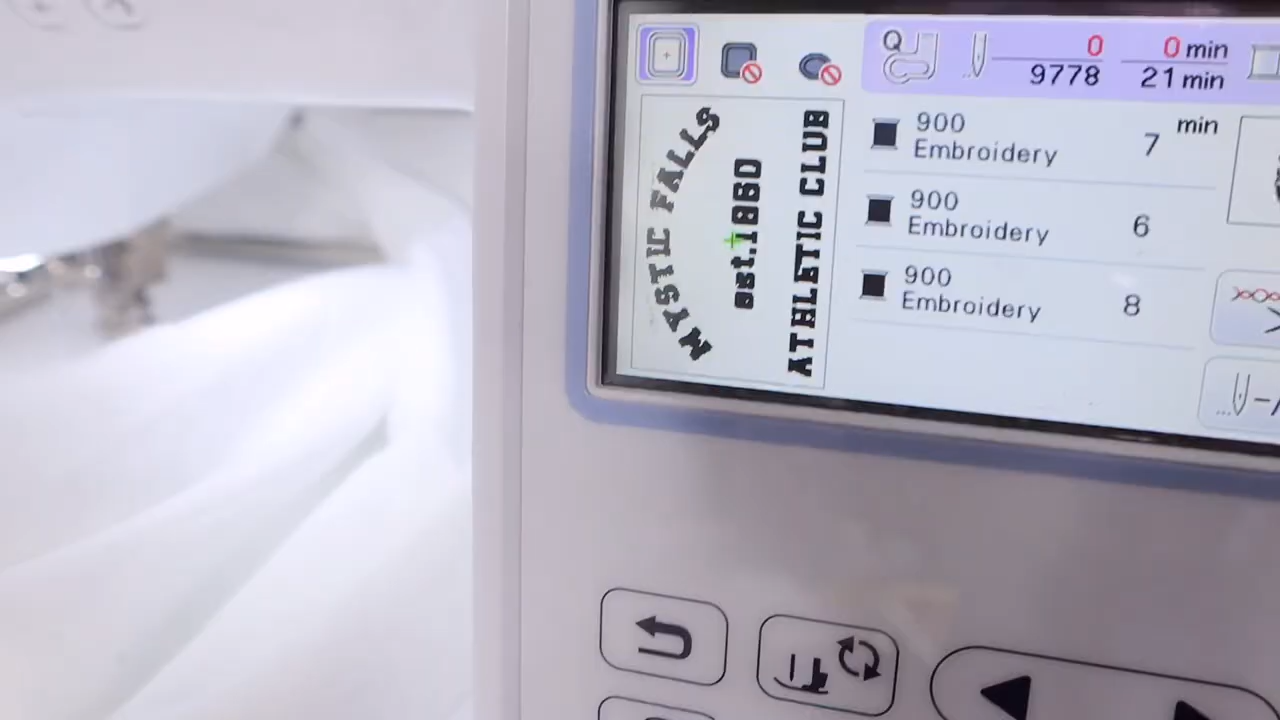 Q
0
9778
0 min
21 min
min
900
Embroidery
7
900
Embroidery
6
900
Embroidery
8
MYSTIC FALLS
est.1860
ATHLETIC CLUB